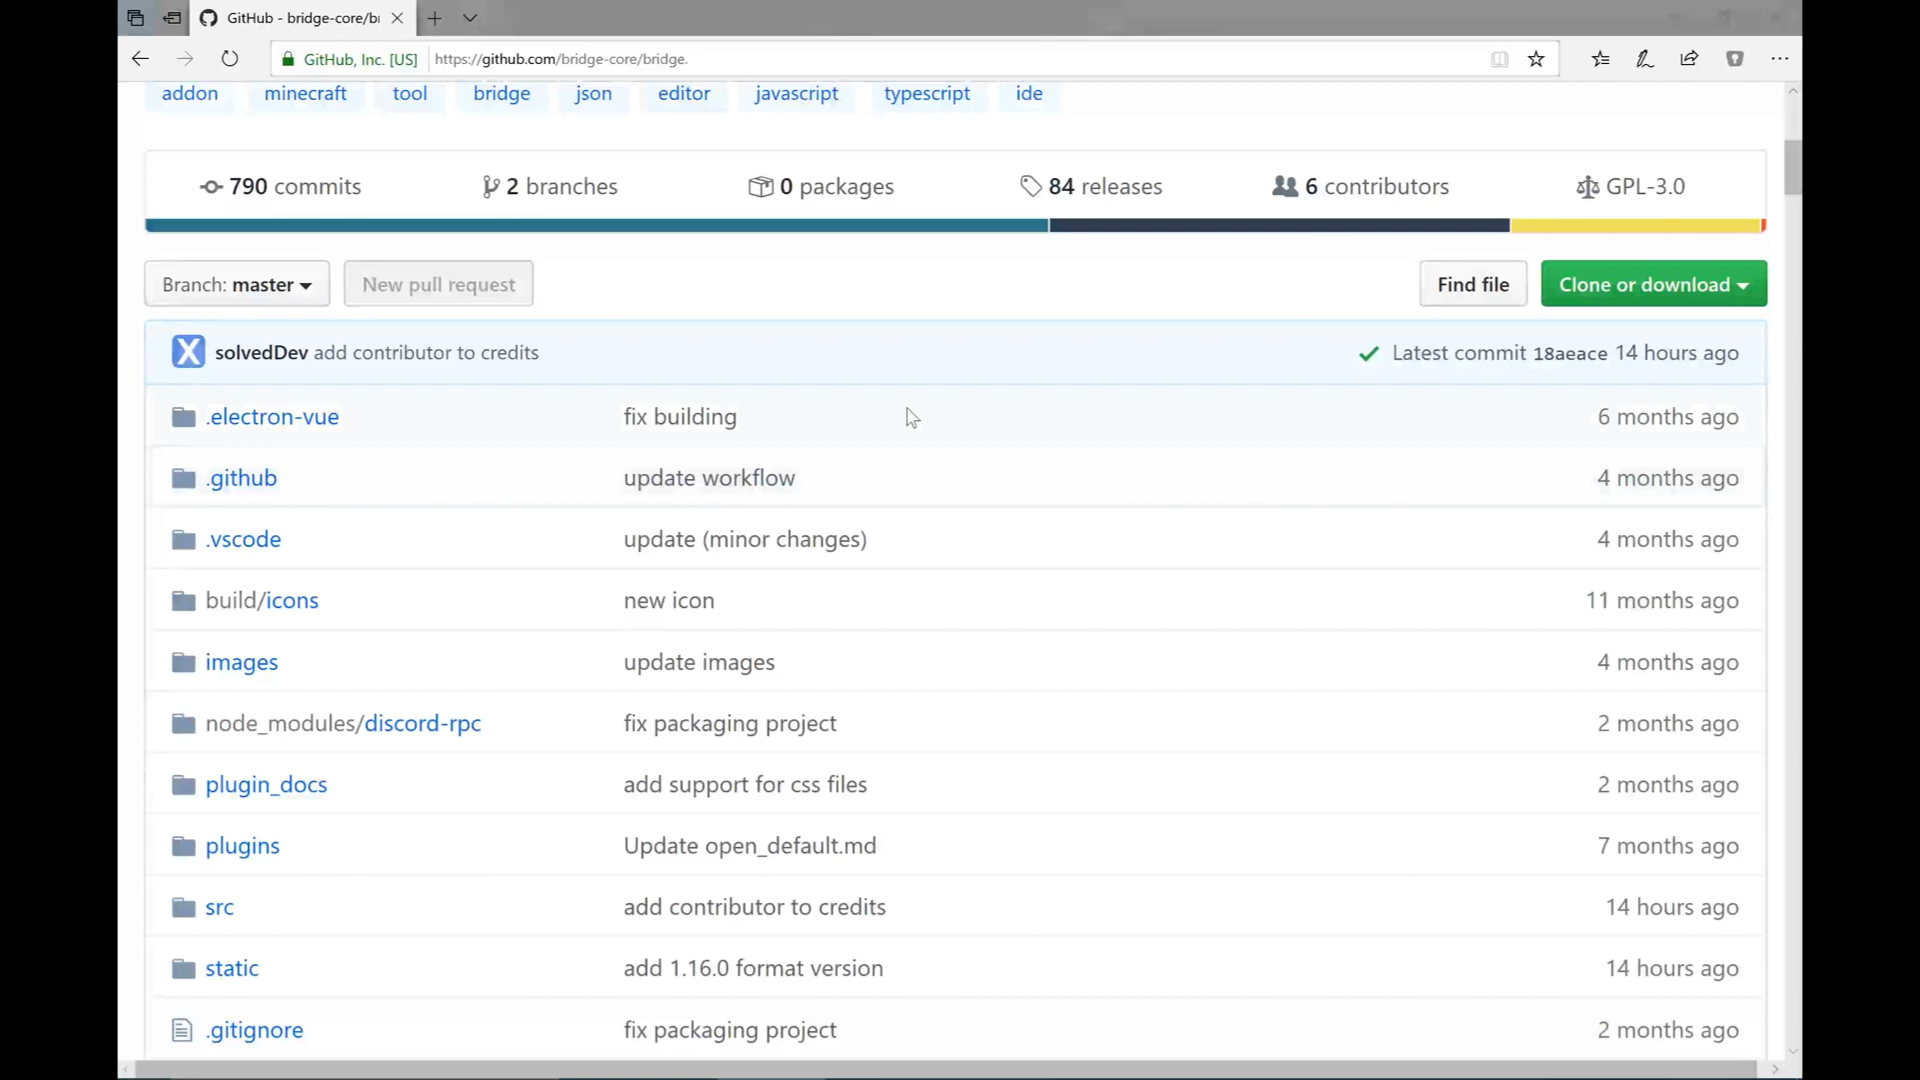 GitHub - bridge-core/b
GitHub, Inc. [US] https://github.com/bridge-core/bridge.
addon minecraft tool bridge json editor javascript typescript ide
790 commits 2 branches 0 packages 84 releases 6 contributors GPL-3.0
Branch: master New pull request Find file Clone or download
solvedDev add contributor to credits Latest commit 18aeace 14 hours ago
.electron-vue fix building 6 months ago
.github update workflow 4 months ago
.vscode update (minor changes) 4 months ago
build/icons new icon 11 months ago
images update images 4 months ago
node_modules/discord-rpc fix packaging project 2 months ago
plugin_docs add support for css files 2 months ago
plugins Update open_default.md 7 months ago
src add contributor to credits 14 hours ago
static add 1.16.0 format version 14 hours ago
.gitignore fix packaging project 2 months ago